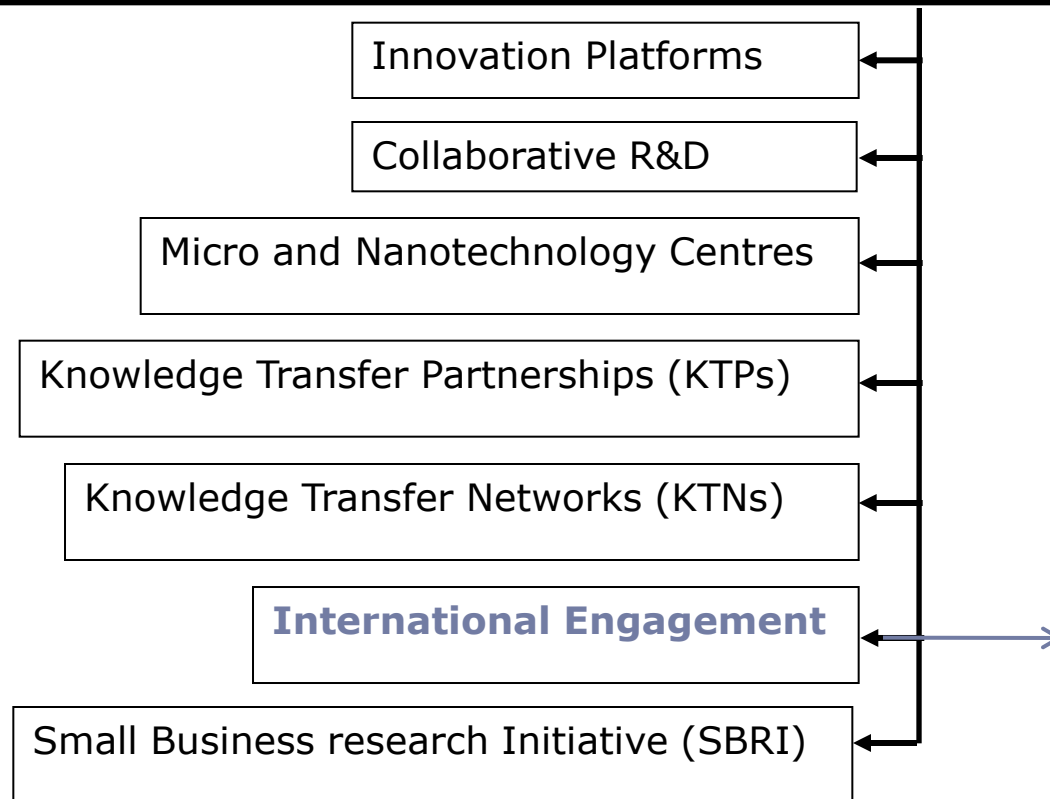 Innovation Platforms
Collaborative R&D
Micro and Nanotechnology Centres
Knowledge Transfer Partnerships (KTPs)
Knowledge Transfer Networks (KTNs)
International Engagement
Small Business research Initiative (SBRI)